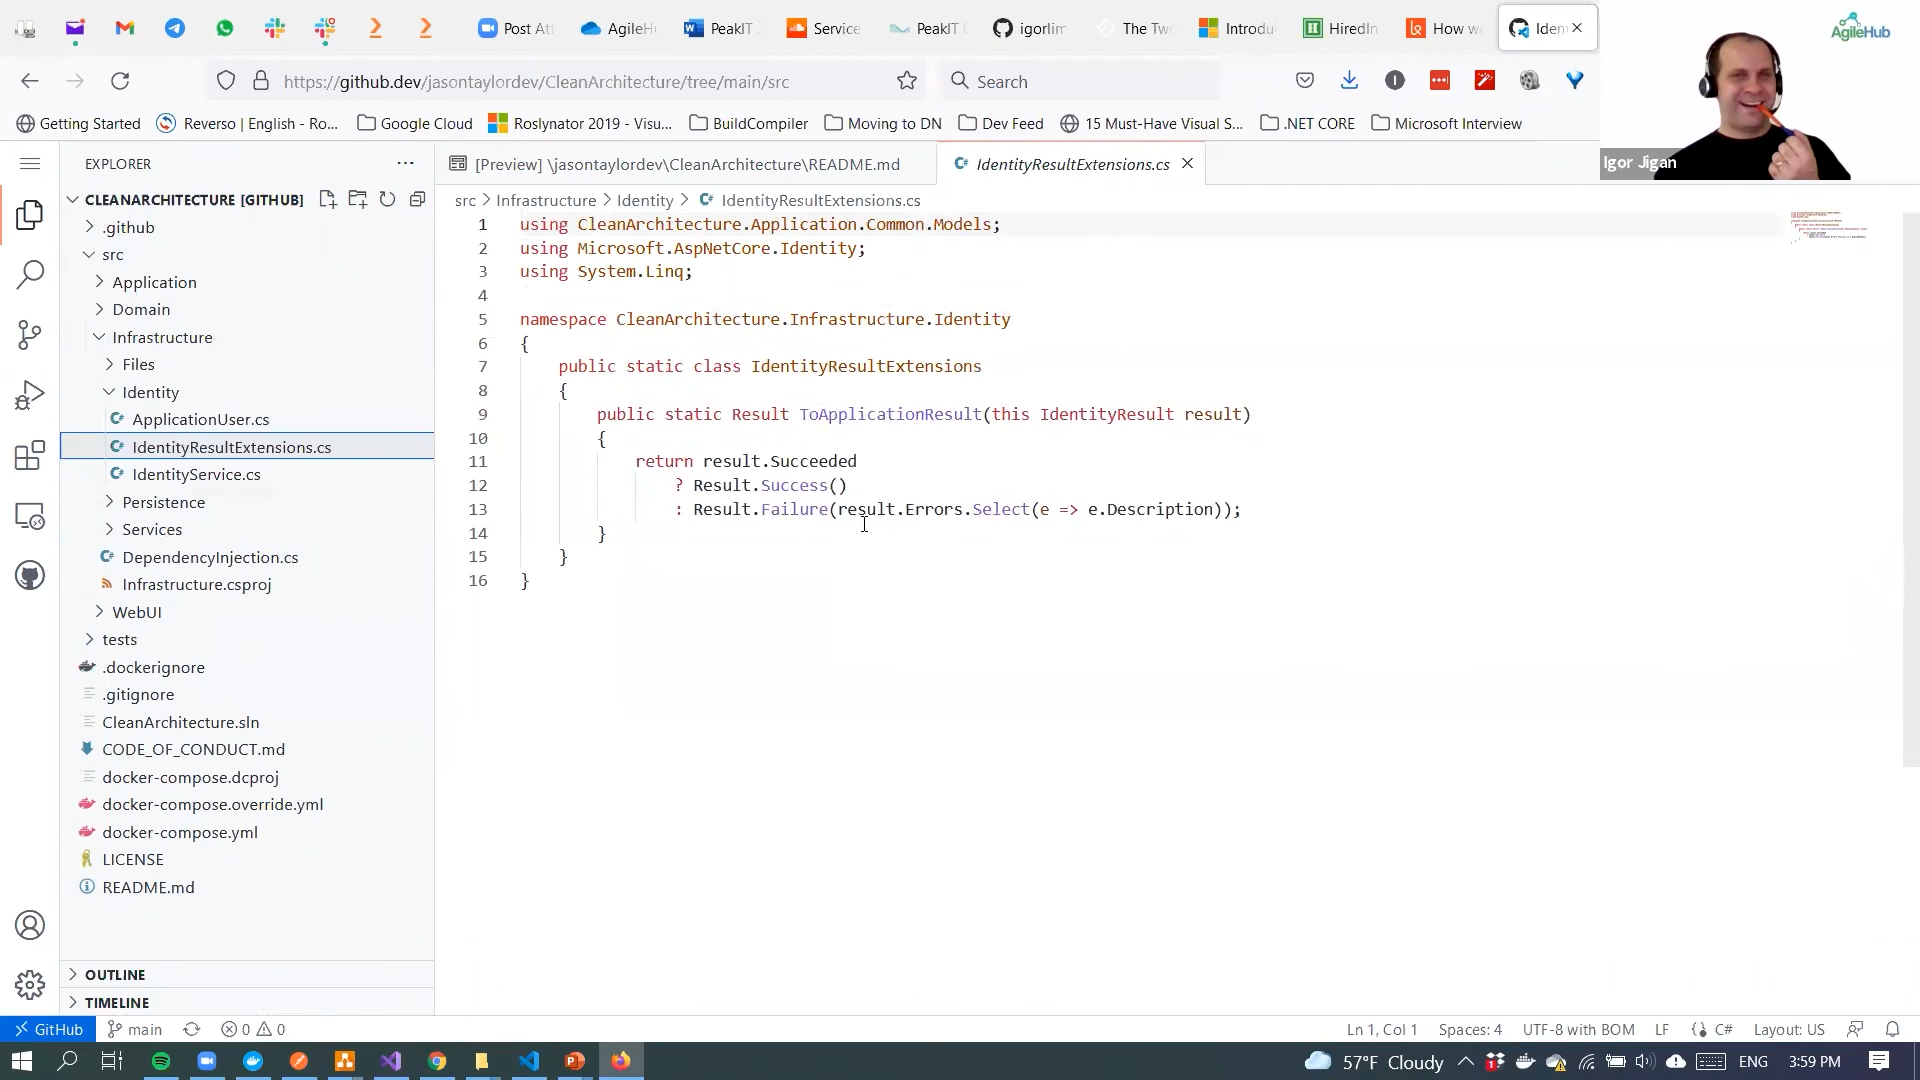 Post At
AgileH
PeakIT
Service
PeakIT
igorlim
The Tw
Introdu
HiredIn
How w
Iden
AgileHub
https://github.dev/jasontaylordev/CleanArchitecture/tree/main/src
Search
Getting Started
Reverso | English - Ro...
Google Cloud
Roslynator 2019 - Visu...
BuildCompiler
Moving to DN
Dev Feed
15 Must-Have Visual S...
.NET CORE
Microsoft Interview
Igor Jigan
EXPLORER
CLEANARCHITECTURE [GITHUB]
.github
src
Application
Domain
Infrastructure
Files
Identity
ApplicationUser.cs
IdentityResultExtensions.cs
IdentityService.cs
Persistence
Services
DependencyInjection.cs
Infrastructure.csproj
WebUI
tests
.dockerignore
.gitignore
CleanArchitecture.sln
CODE_OF_CONDUCT.md
docker-compose.dcproj
docker-compose.override.yml
docker-compose.yml
LICENSE
README.md
OUTLINE
TIMELINE
[Preview] \jasontaylordev\CleanArchitecture\README.md
IdentityResultExtensions.cs
src > Infrastructure > Identity > IdentityResultExtensions.cs
1 using CleanArchitecture.Application.Common.Models;
2 using Microsoft.AspNetCore.Identity;
3 using System.Linq;
4
5 namespace CleanArchitecture.Infrastructure.Identity
6 {
7 public static class IdentityResultExtensions
8 {
9 public static Result ToApplicationResult(this IdentityResult result)
10 {
11 return result.Succeeded
12 ? Result.Success()
13 : Result.Failure(result.Errors.Select(e => e.Description));
14 }
15 }
16 }
GitHub
main
0
0
Ln 1, Col 1
Spaces: 4
UTF-8 with BOM
LF
C#
Layout: US
57°F Cloudy
ENG
3:59 PM